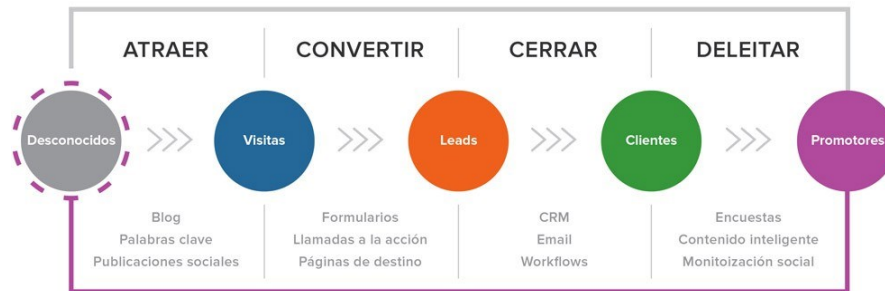 ATRAER
CONVERTIR
CERRAR
DELEITAR
Desconocidos
Visitas
Leads
Clientes
Promotores
Blog
Palabras clave
Publicaciones sociales
Formularios
Llamadas a la acción
Páginas de destino
CRM
Email
Workflows
Encuestas
Contenido inteligente
Monitoización social